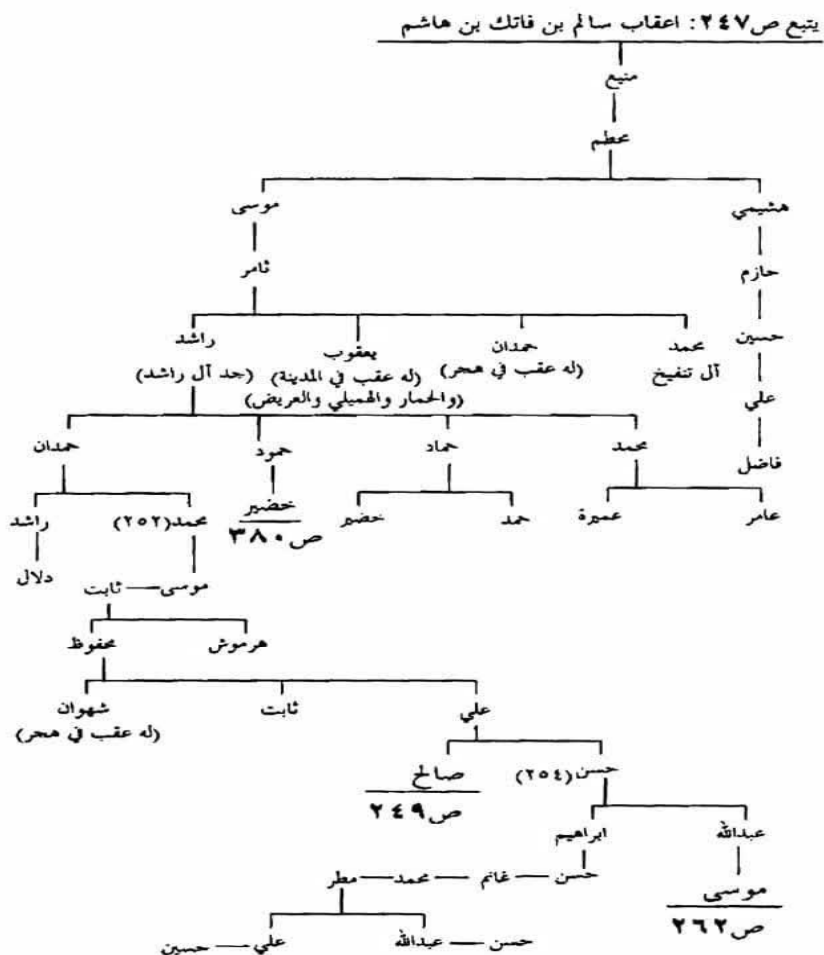 يتبع ص٢٤٧: اعقاب سالم بن فاتك بن هاشم
منيع
محطم
هشيمي موسى
حازم ثامر
حسين
محمد حمدان يعقوب راشد
آل تنفيخ (له عقب في هجر) (له عقب في المدينة) (جد آل راشد)
(والحمار والهميلي والعريض)
علي
محمد حماد حمود حمدان
فاضل
عامر عميرة حمد خضير خضير محمد(٢٥٢) راشد
ص٣٨٠
موسى ثابت دلال
هرموش محفوظ
علي ثابت شهوان
(له عقب في هجر)
حسن(٢٥٤) صالح
ص٢٤٩
عبدالله ابراهيم
موسى
ص٢٦٢
حسن غانم محمد مطر
حسن عبدالله علي حسين